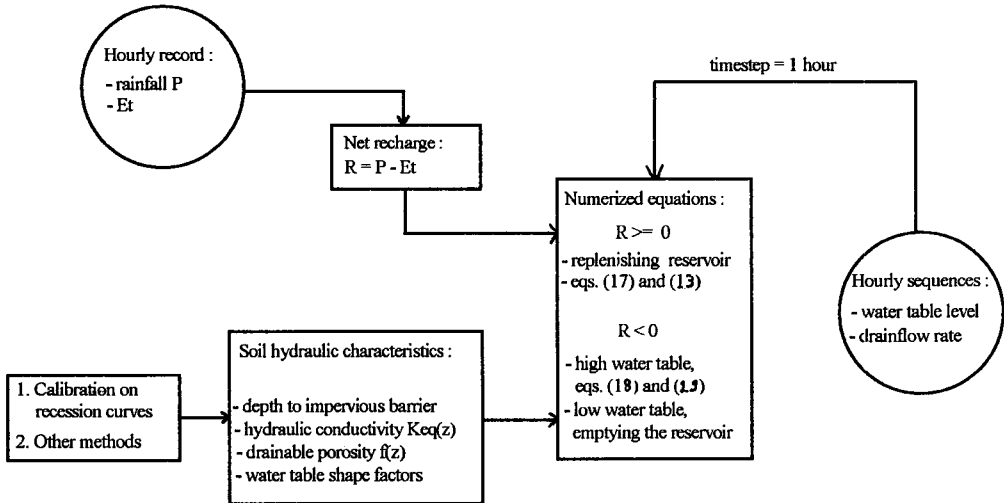 Hourly record :
- rainfall P
- Et
timestep = 1 hour
Net recharge :
R = P - Et
Numerized equations :
R >= 0
- replenishing reservoir
- eqs. (17) and (13)
R < 0
- high water table,
eqs. (18) and
- low water table,
emptying the reservoir
Hourly sequences :
- water table level
- drainflow rate
Soil hydraulic characteristics :
- depth to impervious barrier
- hydraulic conductivity Keq(z)
- drainable porosity f(z)
- water table shape factors
1. Calibration on
recession curves
2. Other methods